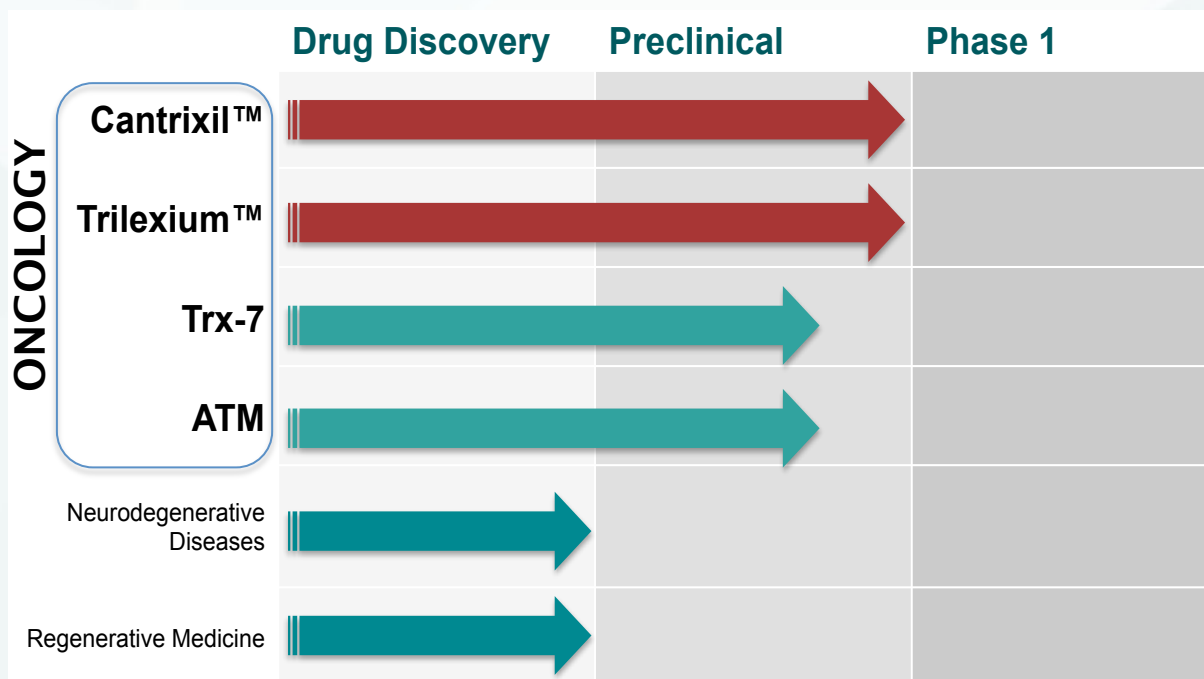 Drug Discovery Preclinical Phase 1
ONCOLOGY
Cantrixil™
Trilexium™
Trx-7
ATM
Neurodegenerative
Diseases
Regenerative Medicine